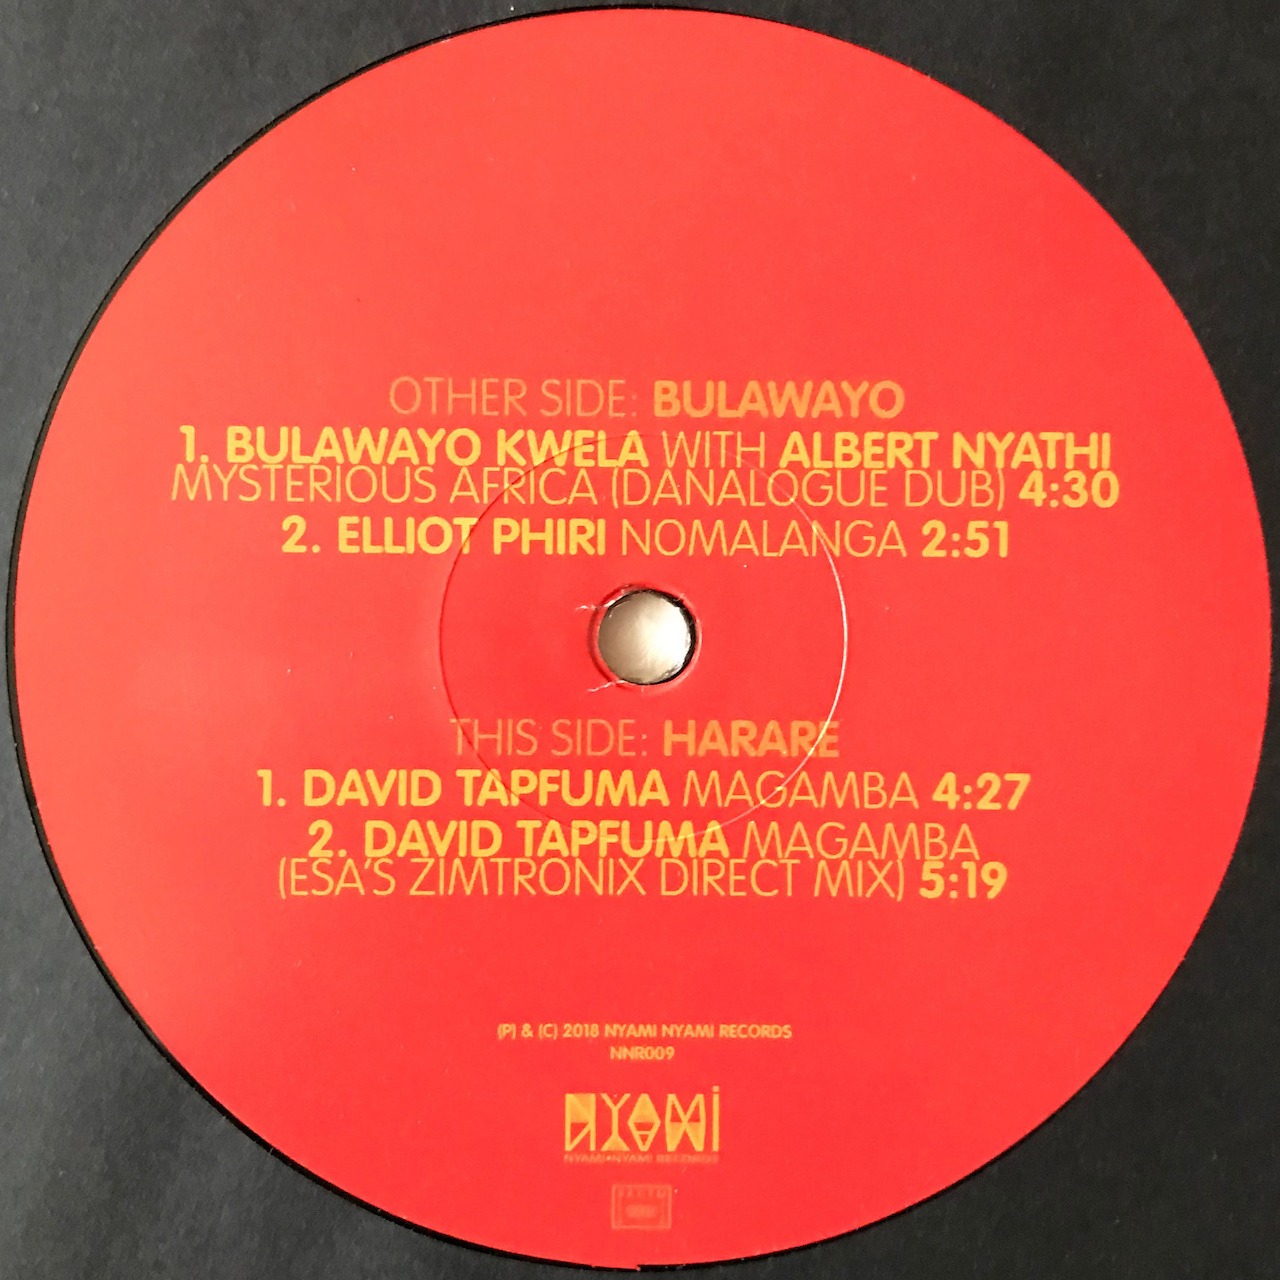 OTHER SIDE: BULAWAYO
1. BULAWAYO KWELA WITH ALBERT NYATHI
MYSTERIOUS AFRICA (DANALOGUE DUB) 4:30
2. ELLIOT PHIRI NOMALANGA 2:51
THIS SIDE: HARARE
1. DAVID TAPFUMA MAGAMBA 4:27
2. DAVID TAPFUMA MAGAMBA
(ESA'S ZIMTRONIX DIRECT MIX) 5:19
(P) & (C) 2018 NYAMI NYAMI RECORDS
NNR009
NYAMi
NYAMI•NYAMI RECORDS